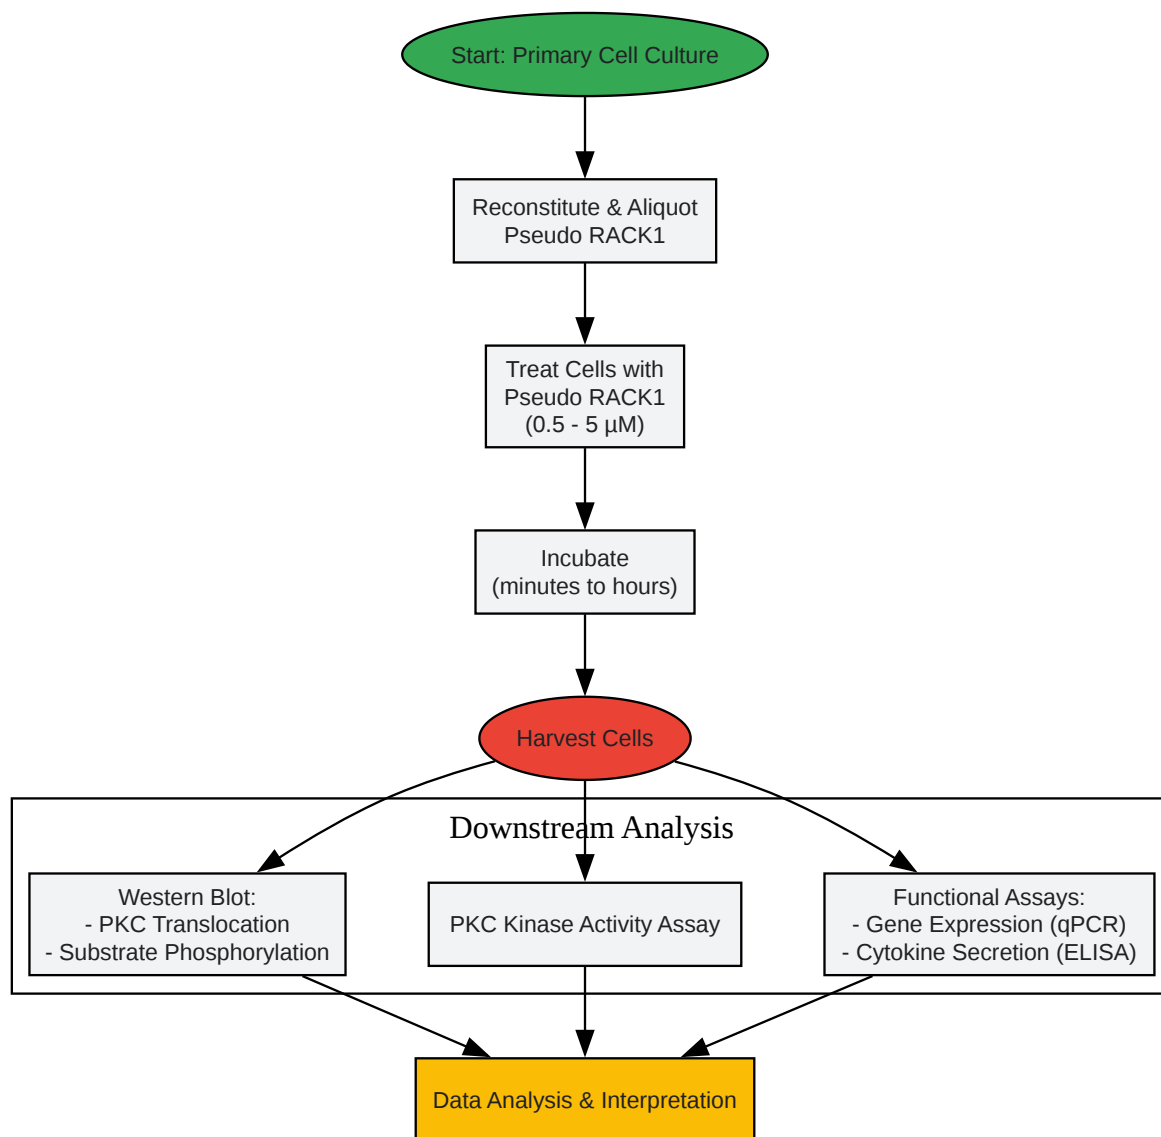 Start: Primary Cell Culture
Reconstitute & Aliquot
Pseudo RACK1
Treat Cells with
Pseudo RACK1
(0.5 - 5 µM)
Incubate
(minutes to hours)
Harvest Cells
Downstream Analysis
Western Blot:
- PKC Translocation
- Substrate Phosphorylation
PKC Kinase Activity Assay
Functional Assays:
- Gene Expression (qPCR)
- Cytokine Secretion (ELISA)
Data Analysis & Interpretation